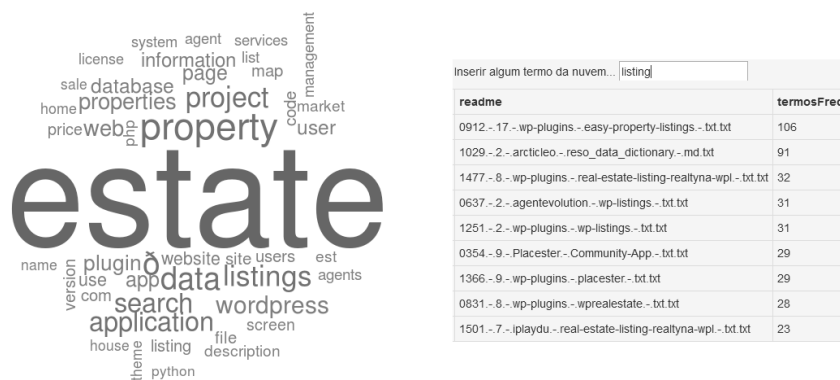 system agent services
license information list
management
page map
sale database
home properties project code market
price web php property user
estate
name version plugin ð website site users est
use app data listings agents
com search wordpress
application screen
file
house theme listing description
python
Inserir algum termo da nuvem... listing
readme termosFrec
0912.-.17.-.wp-plugins.-.easy-property-listings.-.txt.txt 106
1029.-.2.-.arcticleo.-.reso_data_dictionary.-.md.txt 91
1477.-.8.-.wp-plugins.-.real-estate-listing-realtyna-wpl.-.txt.txt 32
0637.-.2.-.agentevolution.-.wp-listings.-.txt.txt 31
1251.-.2.-.wp-plugins.-.wp-listings.-.txt.txt 31
0354.-.9.-.Placester.-.Community-App.-.txt.txt 29
1366.-.9.-.wp-plugins.-.placester.-.txt.txt 29
0831.-.8.-.wp-plugins.-.wprealestate.-.txt.txt 28
1501.-.7.-.iplaydu.-.real-estate-listing-realtyna-wpl.-.txt.txt 23